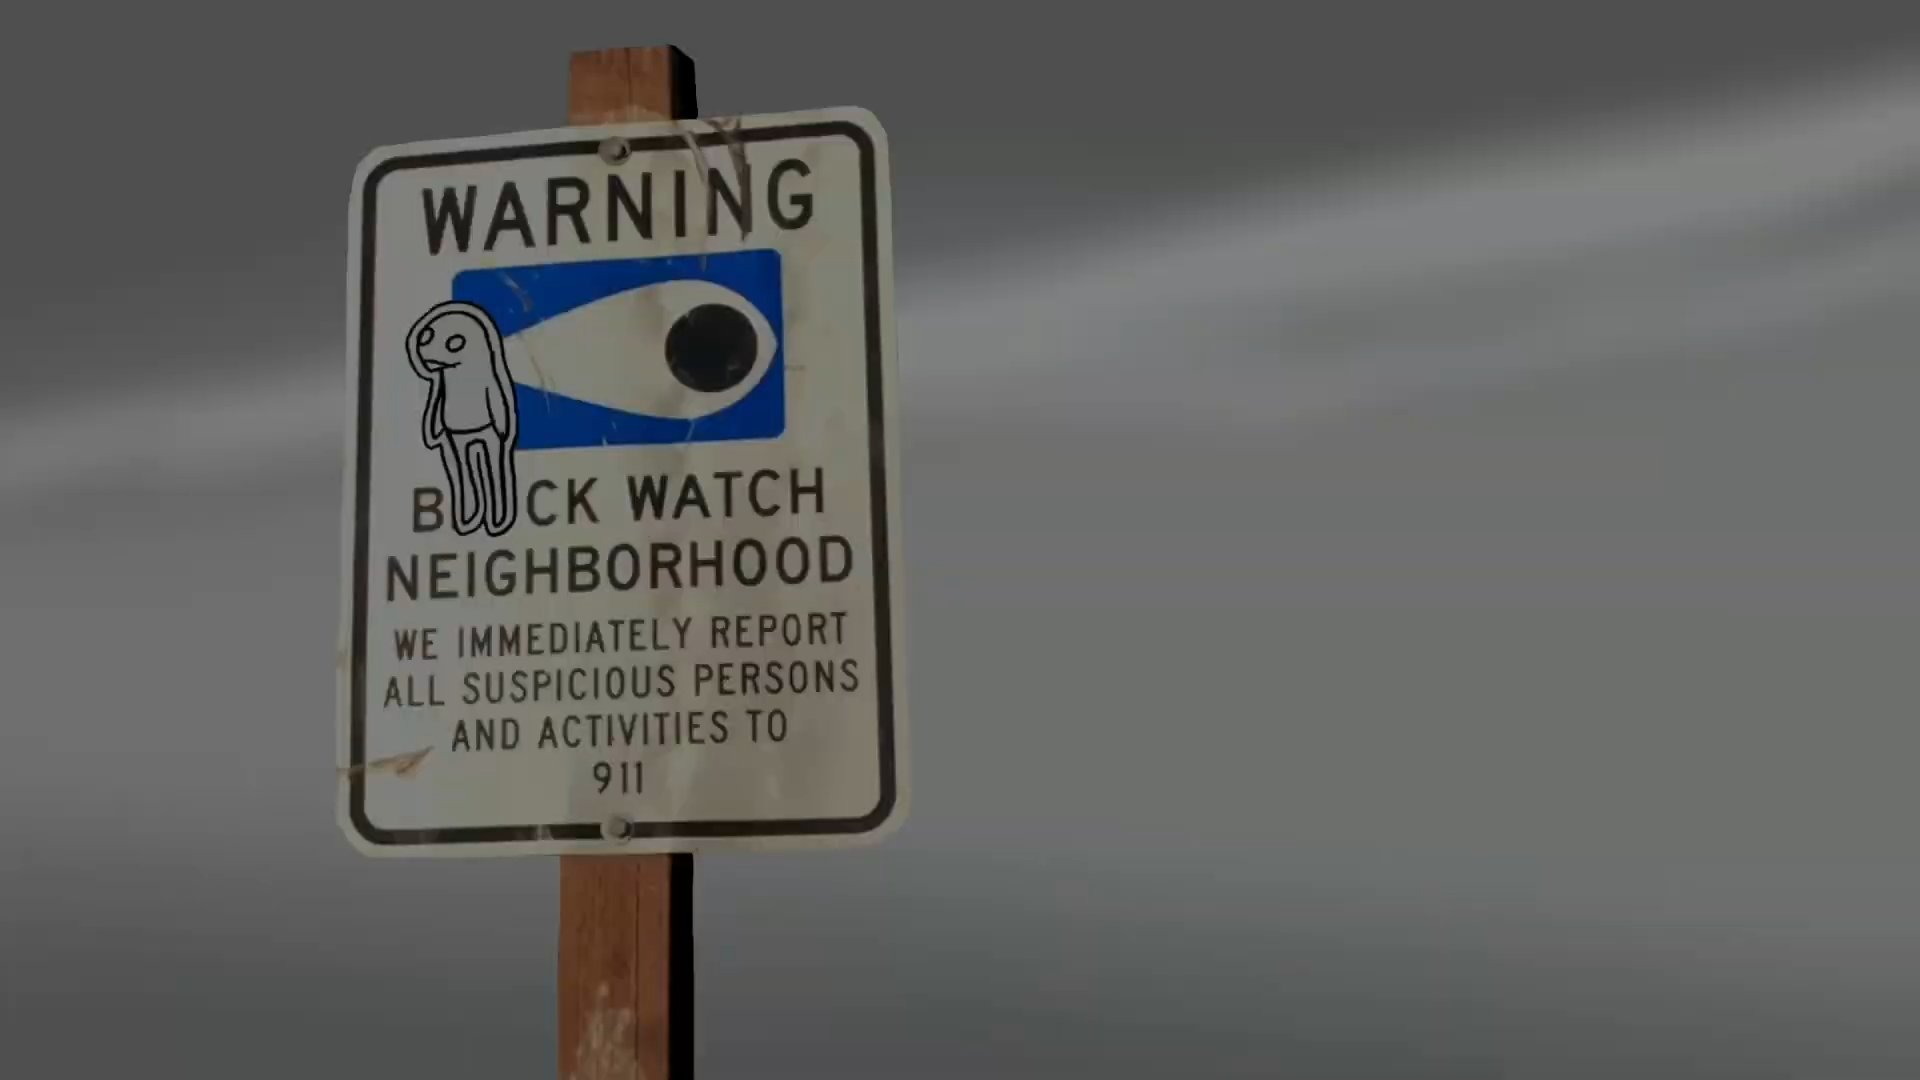 WARNING
B CK WATCH
NEIGHBORHOOD
WE IMMEDIATELY REPORT
ALL SUSPICIOUS PERSONS
AND ACTIVITIES TO
911